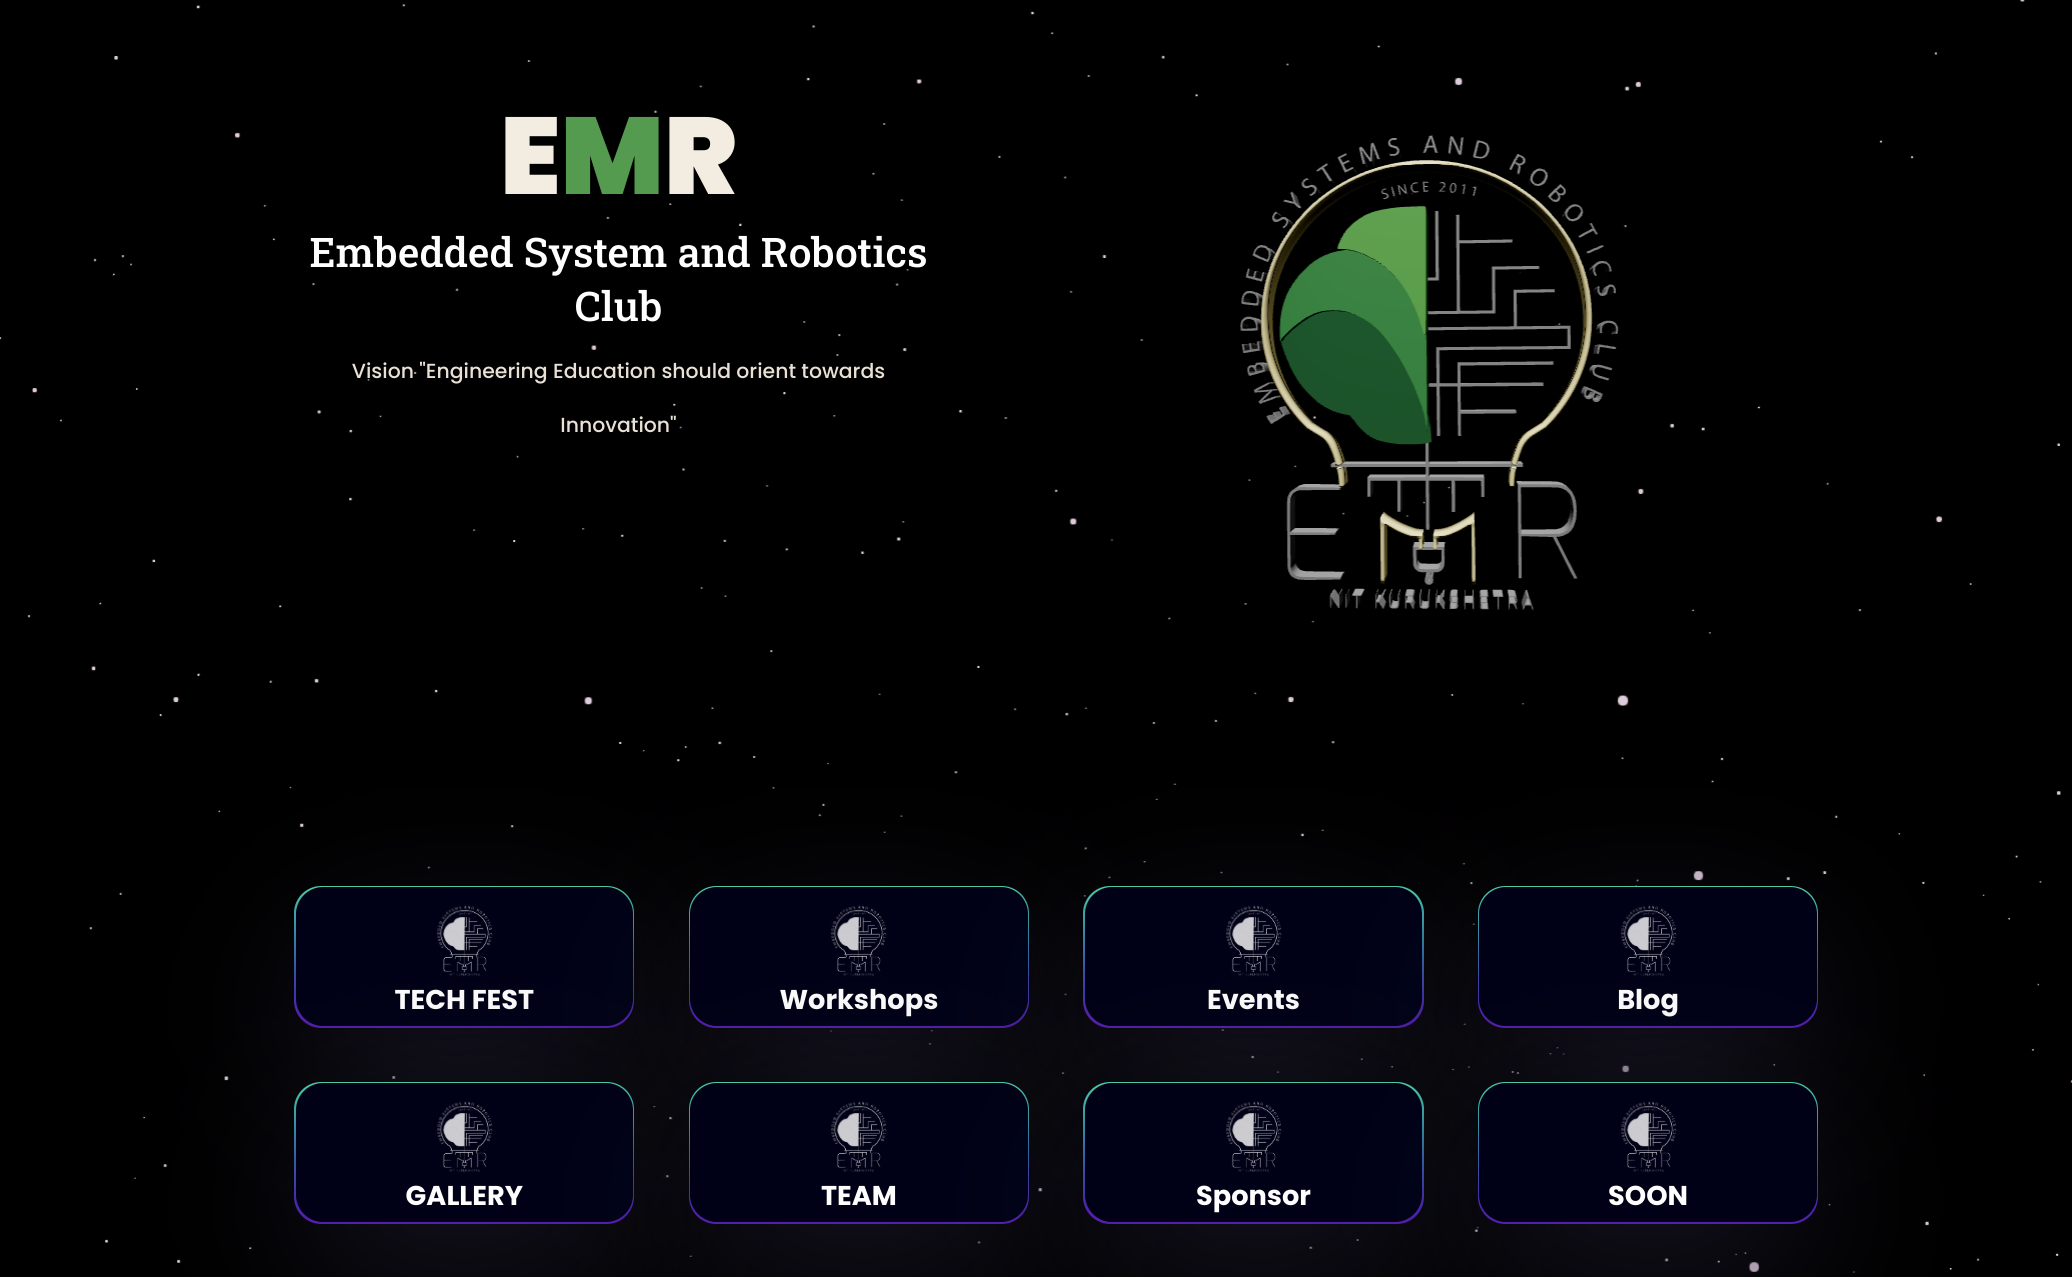 EMR
Embedded System and Robotics
Club
Vision "Engineering Education should orient towards
Innovation"
EMBEDDED SYSTEMS AND ROBOTICS CLUB
SINCE 2011
EMR
NIT KURUKSHETRA
TECH FEST
Workshops
Events
Blog
GALLERY
TEAM
Sponsor
SOON